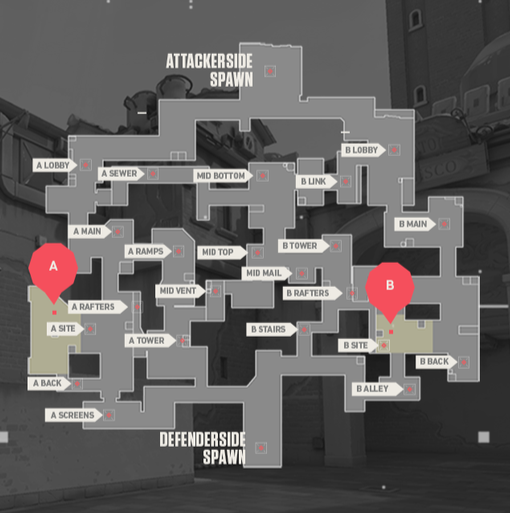 ATTACKERSIDE
SPAWN
B LOBBY
A LOBBY
A SEWER
MID BOTTOM
B LINK
B MAIN
A MAIN
A RAMPS
MID TOP
B TOWER
A
MID MAIL
B
MID VENT
B RAFTERS
A RAFTERS
A SITE
B STAIRS
A TOWER
B SITE
B BACK
A BACK
B ALLEY
A SCREENS
DEFENDERSIDE
SPAWN